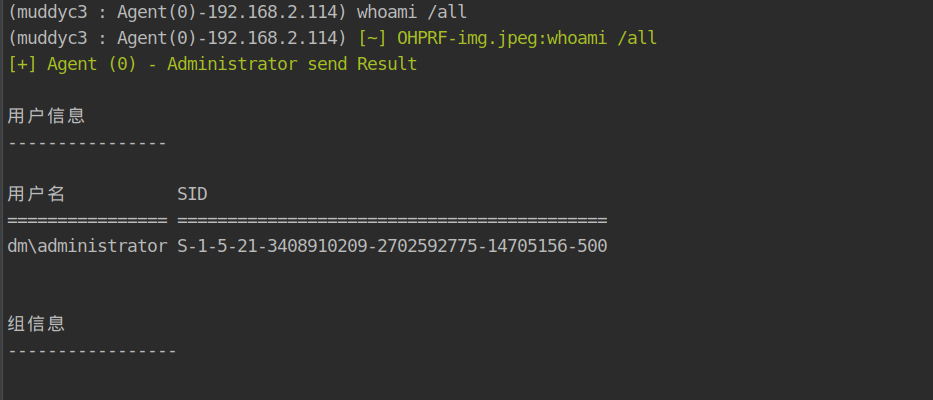 (muddyc3 : Agent(0)-192.168.2.114) whoami /all
(muddyc3 : Agent(0)-192.168.2.114) [~] OHPRF-img.jpeg:whoami /all
[+] Agent (0) - Administrator send Result
用户信息
----------------
用户名 SID
================ ===========================================
dm\administrator S-1-5-21-3408910209-2702592775-14705156-500
组信息
-----------------